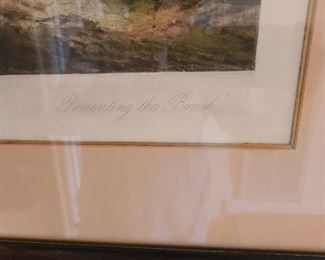 Presenting the Brush